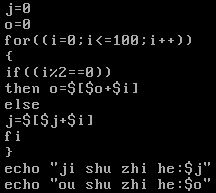 j=0
o=0
for((i=0;i<=100;i++))
{
if((i%2==0))
then o=$[$o+$i]
else
j=$[$j+$i]
fi
}
echo "ji shu zhi he:$j"
echo "ou shu zhi he:$o"